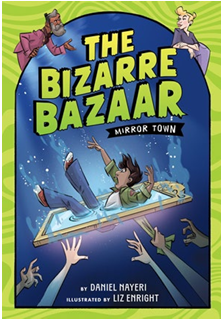 THE
BIZARRE
BAZAAR
MIRROR TOWN
BY DANIEL NAYERI
ILLUSTRATED BY LIZ ENRIGHT